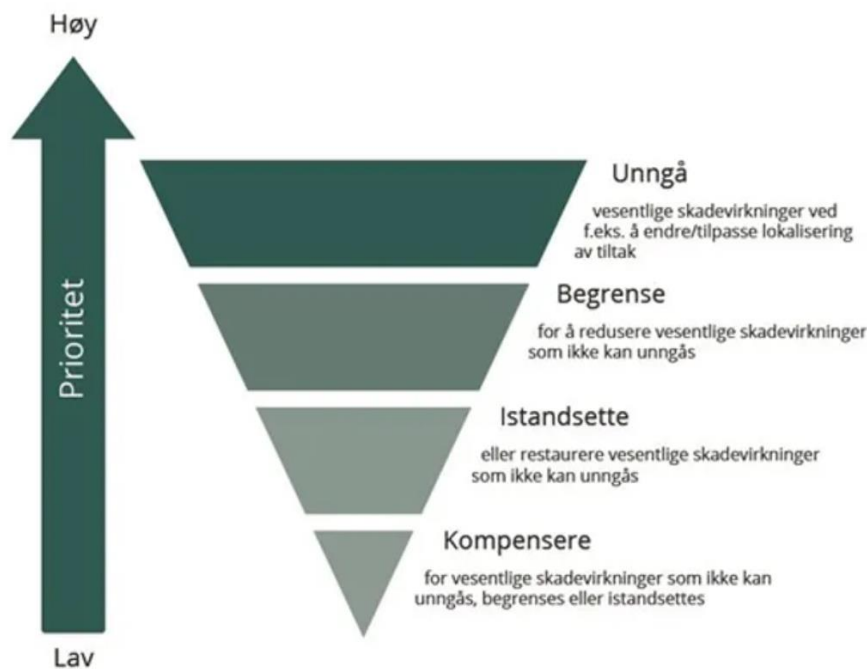 Høy
Prioritet
Unngå
vesentlige skadevirkninger ved
f.eks. å endre/tilpasse lokalisering
av tiltak
Begrense
for å redusere vesentlige skadevirkninger
som ikke kan unngås
Istandsette
eller restaurere vesentlige skadevirkninger
som ikke kan unngås
Kompensere
for vesentlige skadevirkninger som ikke kan
unngås, begrenses eller istandsettes
Lav